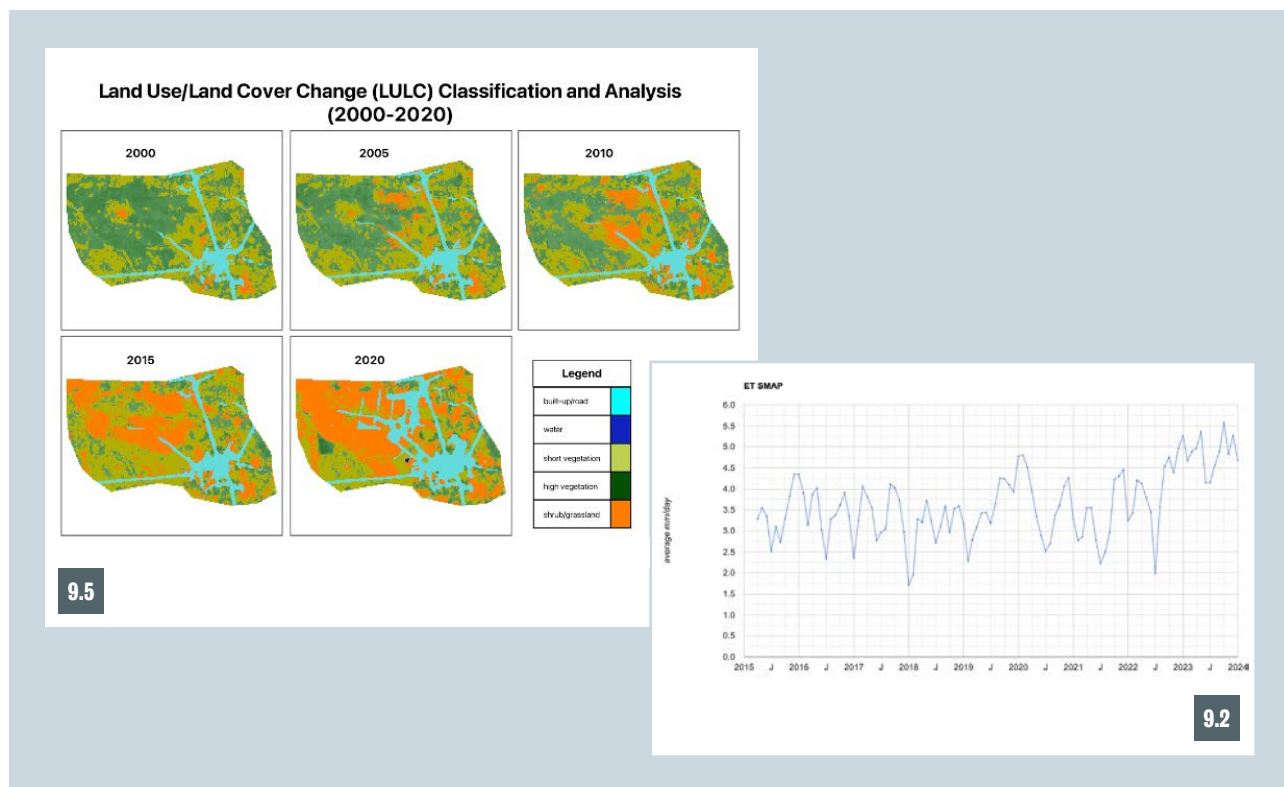 Land Use/Land Cover Change (LULC) Classification and Analysis
(2000-2020)
2000
2005
2010
2015
2020
Legend
built-up/road
water
short vegetation
high vegetation
shrub/grassland
9.5
ET SMAP
average mm/day
6.0
5.5
5.0
4.5
4.0
3.5
3.0
2.5
2.0
1.5
1.0
0.5
0.0
2015 J 2016 J 2017 J 2018 J 2019 J 2020 J 2021 J 2022 J 2023 J 2024
9.2